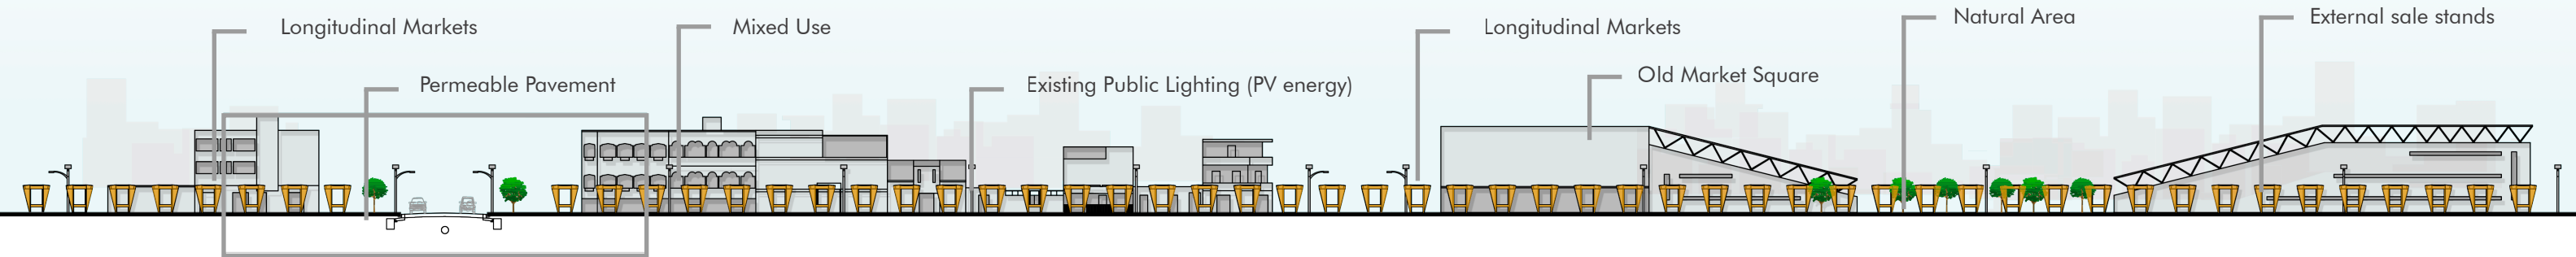 Longitudinal Markets
Permeable Pavement
Mixed Use
Existing Public Lighting (PV energy)
Longitudinal Markets
Old Market Square
Natural Area
External sale stands